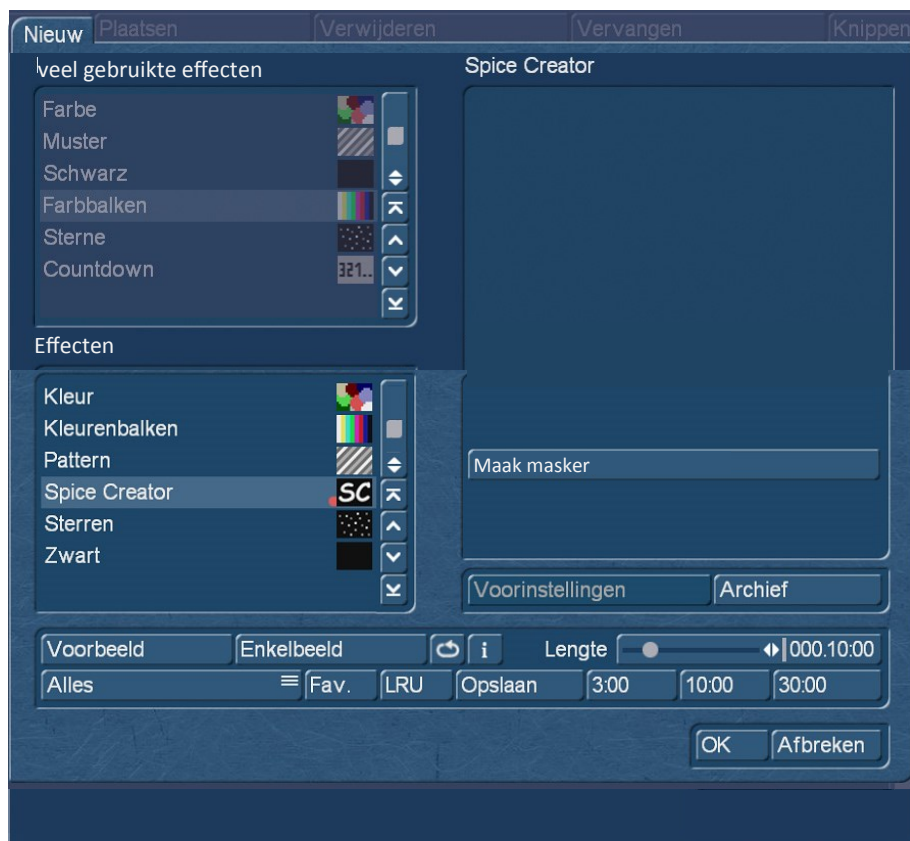 Nieuw Plaatsen Verwijderen Vervangen Knippen
veel gebruikte effecten
Farbe
Muster
Schwarz
Farbbalken
Sterne
Countdown 321..
Effecten
Kleur
Kleurenbalken
Pattern
Spice Creator SC
Sterren
Zwart
Spice Creator
Maak masker
Voorinstellingen Archief
Voorbeeld Enkelbeeld i Lengte 000.10:00
Alles Fav. LRU Opslaan 3:00 10:00 30:00
OK Afbreken